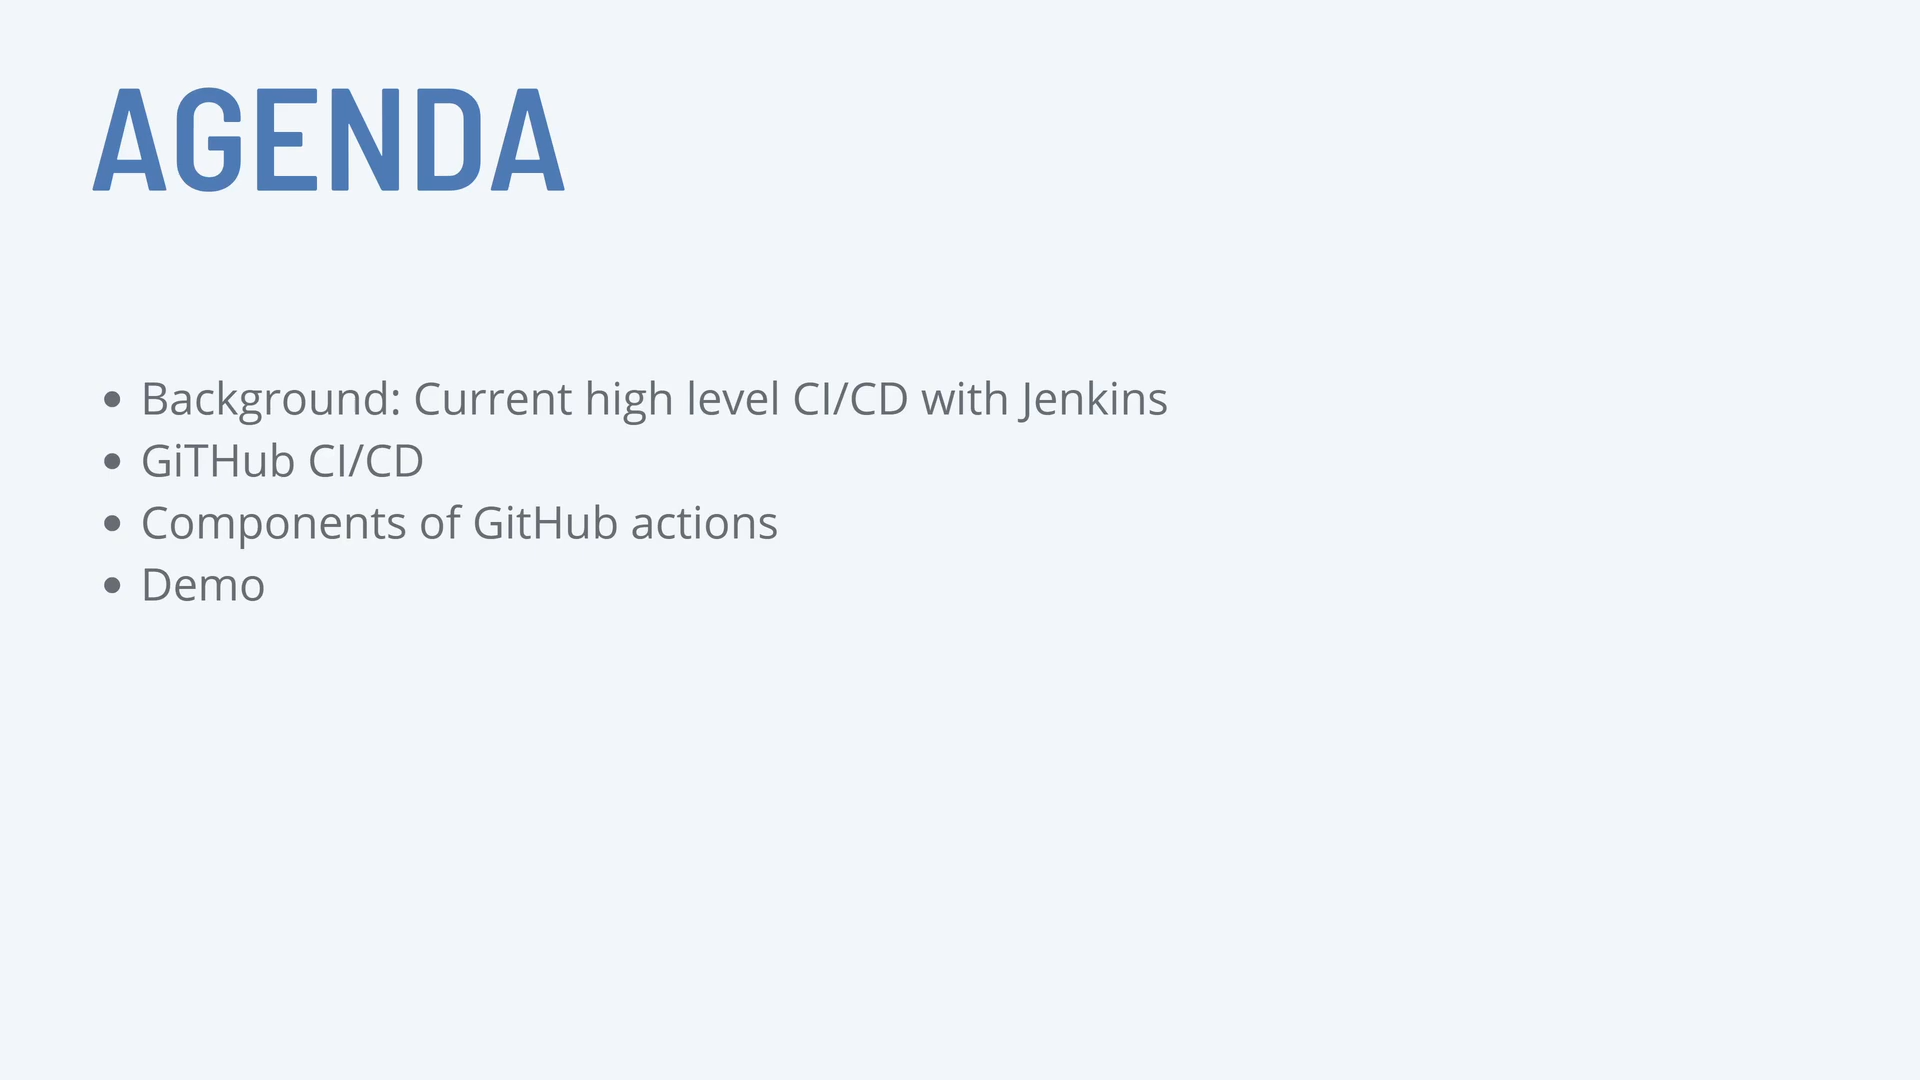 AGENDA
• Background: Current high level CI/CD with Jenkins
• GiTHub CI/CD
• Components of GitHub actions
• Demo